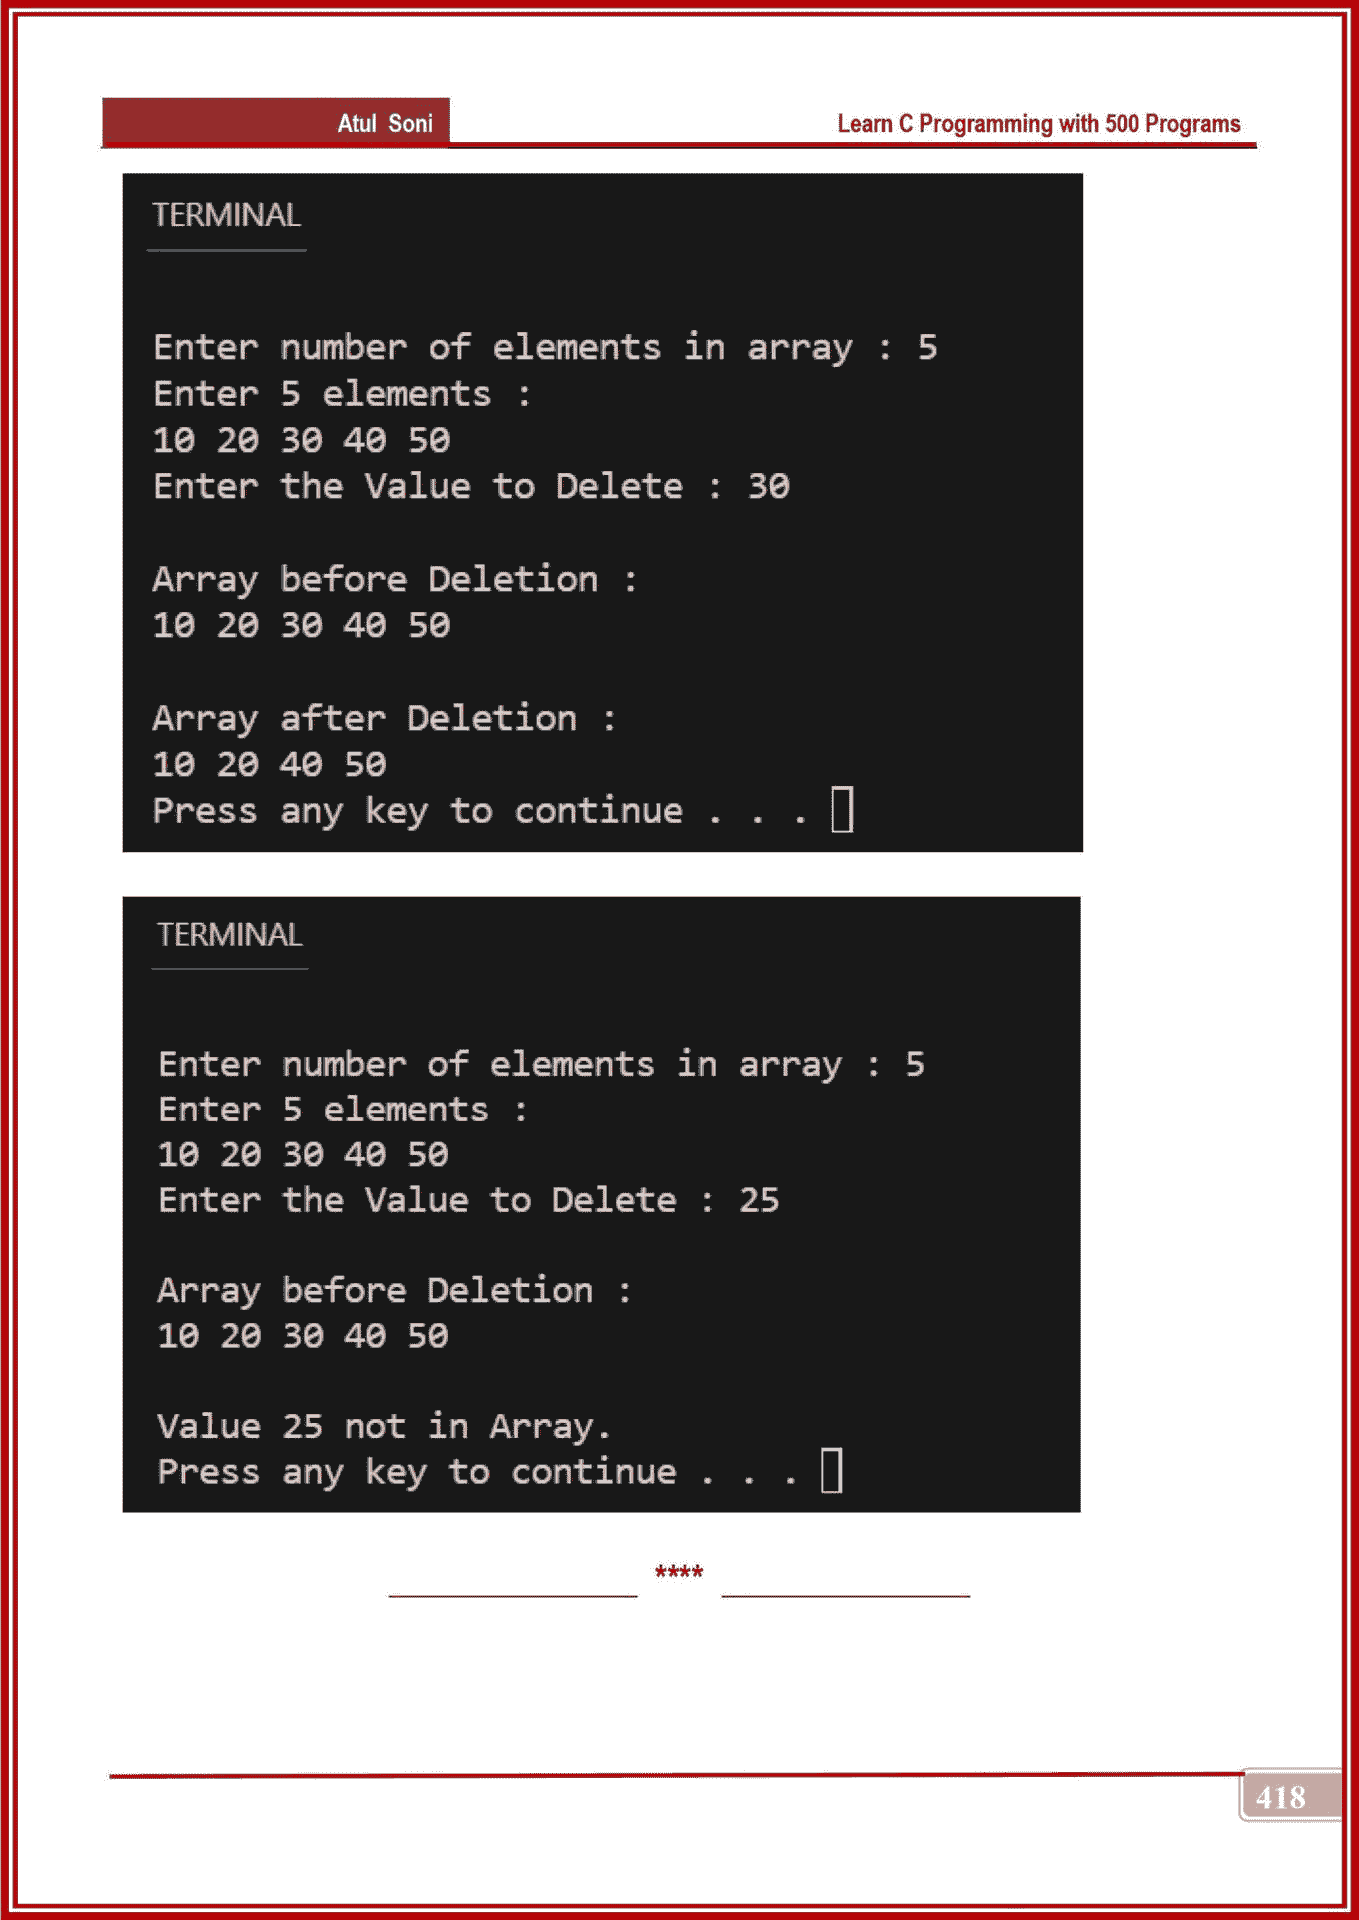 Atul Soni
Learn C Programming with 500 Programs
TERMINAL
Enter number of elements in array : 5
Enter 5 elements :
10 20 30 40 50
Enter the Value to Delete : 30
Array before Deletion :
10 20 30 40 50
Array after Deletion :
10 20 40 50
Press any key to continue . . .
TERMINAL
Enter number of elements in array : 5
Enter 5 elements :
10 20 30 40 50
Enter the Value to Delete : 25
Array before Deletion :
10 20 30 40 50
Value 25 not in Array.
Press any key to continue . . .
****
418